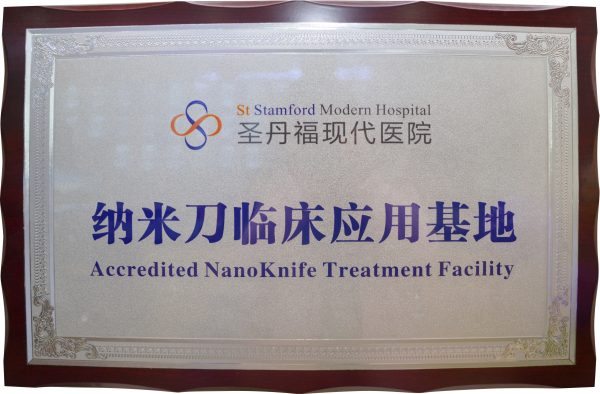 St Stamford Modern Hospital
圣丹福现代医院
纳米刀临床应用基地
Accredited NanoKnife Treatment Facility